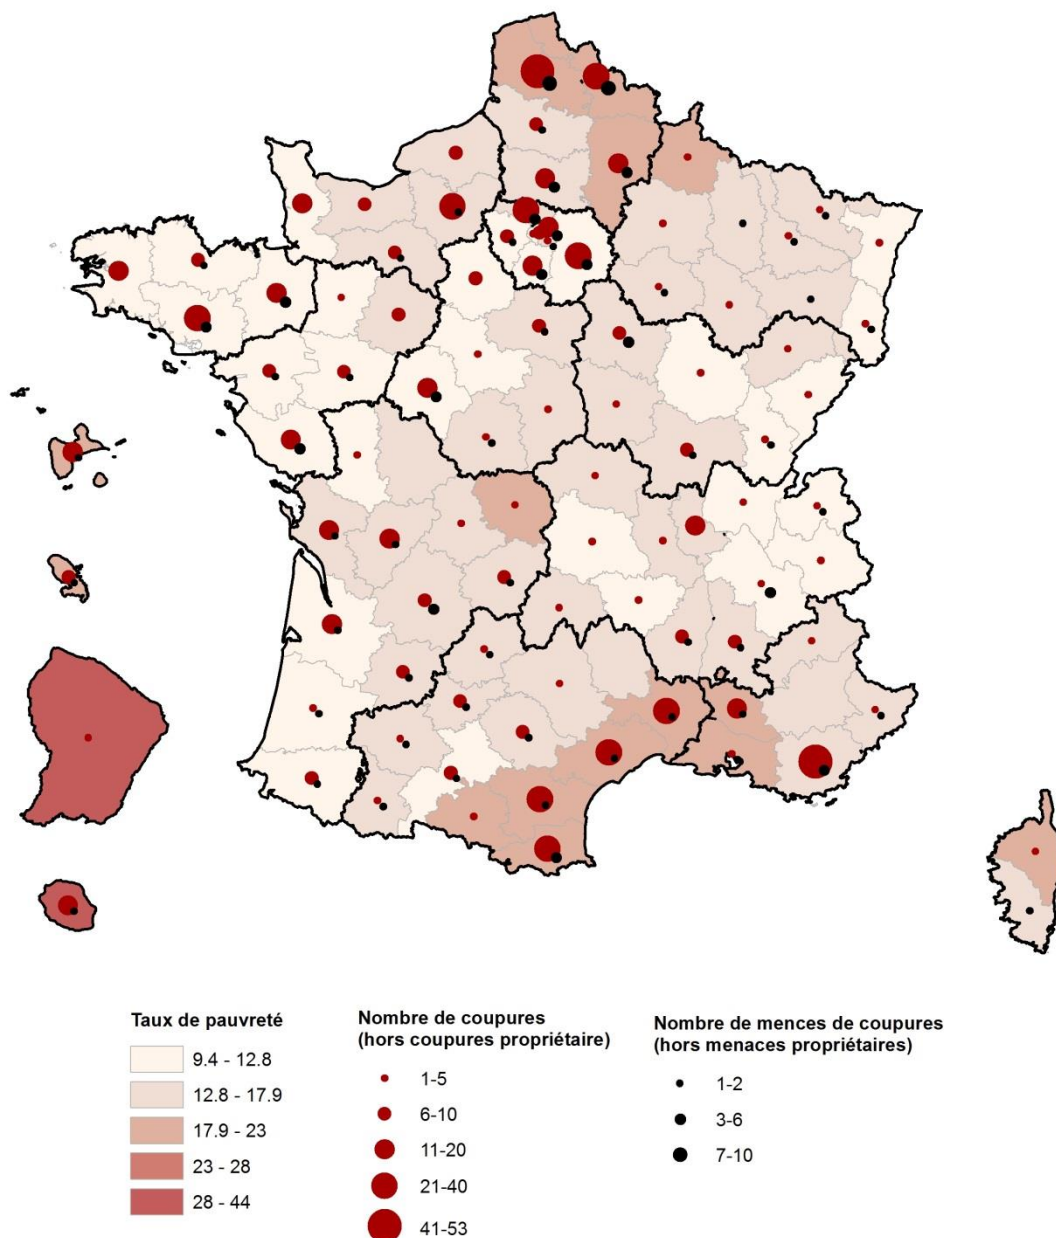 Taux de pauvreté
9.4 - 12.8
12.8 - 17.9
17.9 - 23
23 - 28
28 - 44
Nombre de coupures
(hors coupures propriétaire)
1-5
6-10
11-20
21-40
41-53
Nombre de mences de coupures
(hors menaces propriétaires)
1-2
3-6
7-10